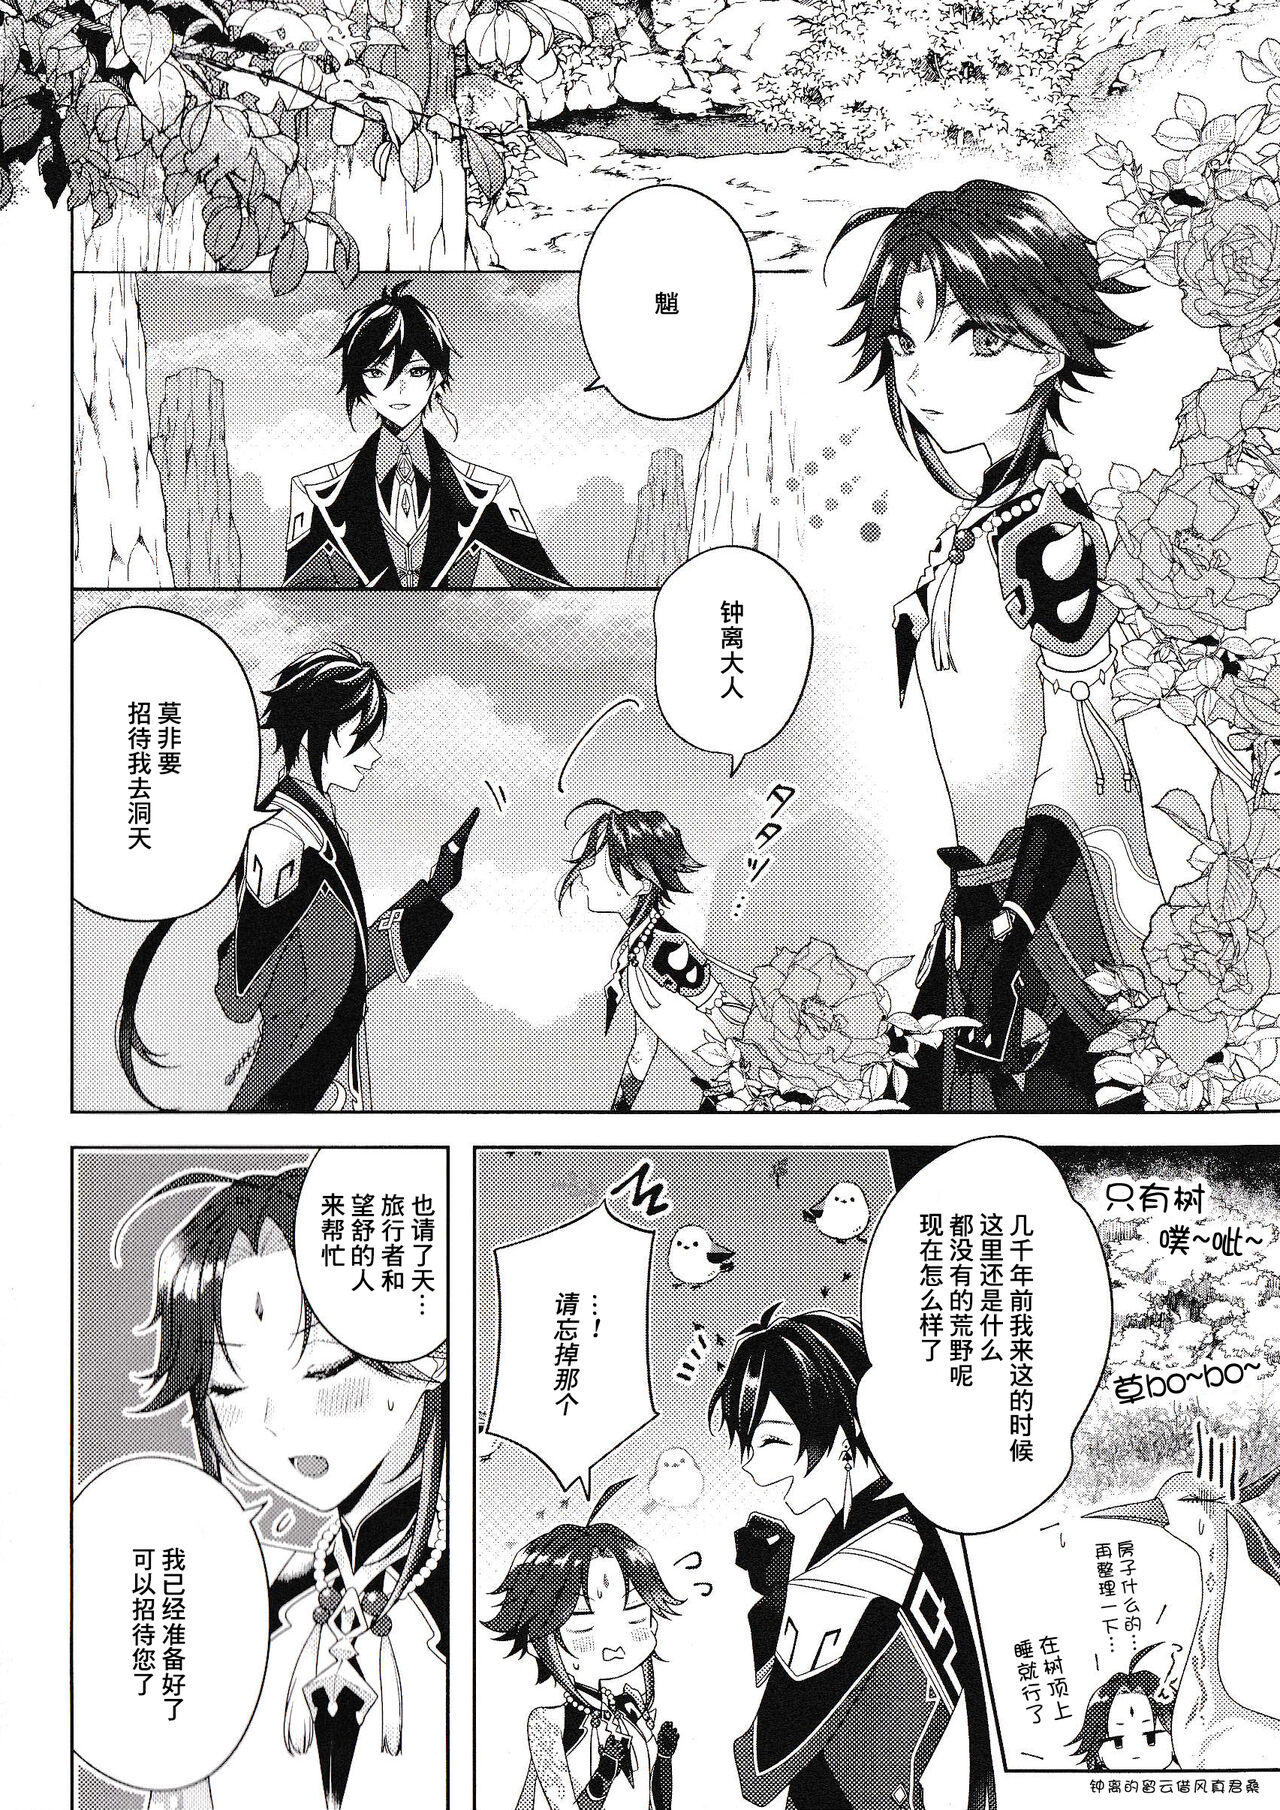 魈
钟离大人
タタタッ…
莫非要
招待我去洞天
只有树
噗~呲~
草bo~bo~
几千年前我来这的时候
这里还是什么
都没有的荒野呢
现在怎么样了
房子什么的…
再整理一下…
在树顶上
睡就行了
钟离的留云借风真君桑
…!
请忘掉那个
也请了天…
旅行者和
望舒的人
来帮忙
我已经准备好了
可以招待您了